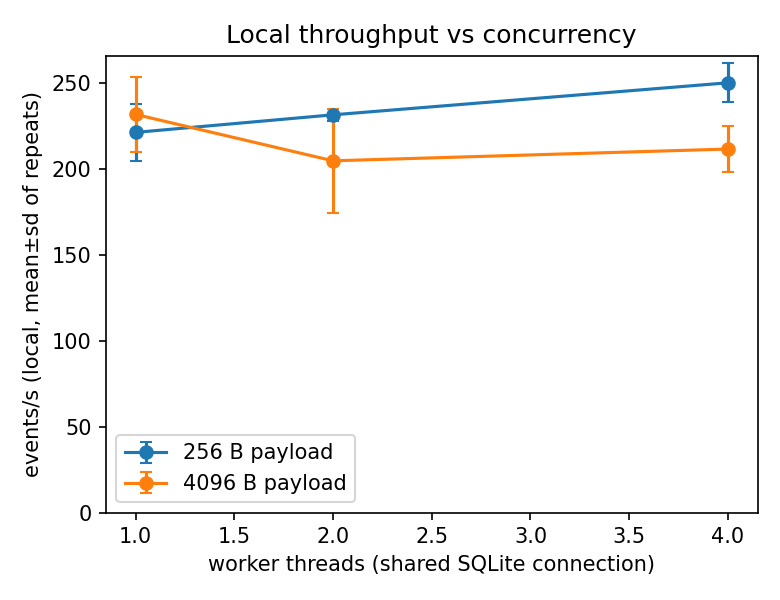 Local throughput vs concurrency
events/s (local, mean±sd of repeats)
250
200
150
100
50
0
256 B payload
4096 B payload
1.0 1.5 2.0 2.5 3.0 3.5 4.0
worker threads (shared SQLite connection)